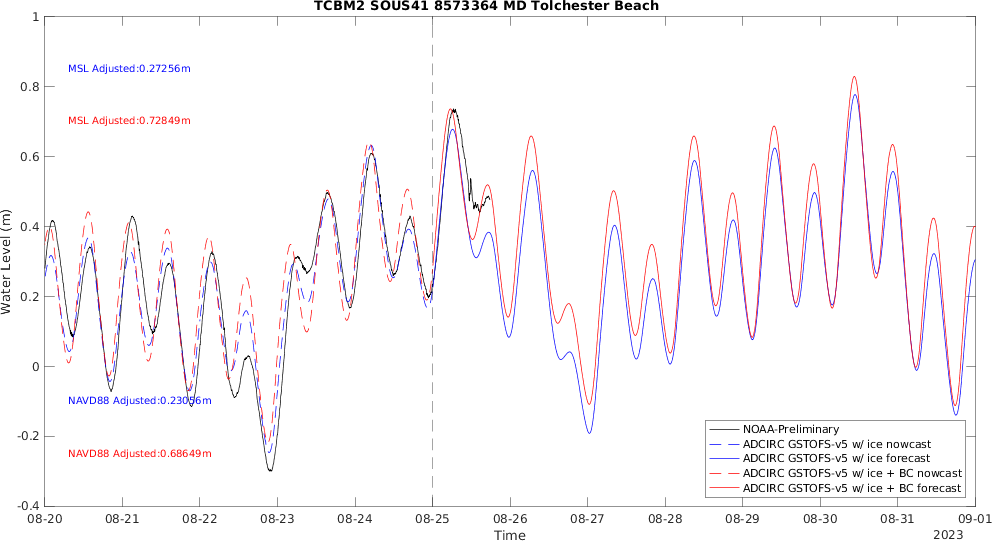 TCBM2 SOUS41 8573364 MD Tolchester Beach
Water Level (m)
1
0.8
0.6
0.4
0.2
0
-0.2
-0.4
MSL Adjusted:0.27256m
MSL Adjusted:0.72849m
NAVD88 Adjusted:0.23056m
NAVD88 Adjusted:0.68649m
NOAA-Preliminary
ADCIRC GSTOFS-v5 w/ ice nowcast
ADCIRC GSTOFS-v5 w/ ice forecast
ADCIRC GSTOFS-v5 w/ ice + BC nowcast
ADCIRC GSTOFS-v5 w/ ice + BC forecast
08-20 08-21 08-22 08-23 08-24 08-25 08-26 08-27 08-28 08-29 08-30 08-31 09-01
Time
2023